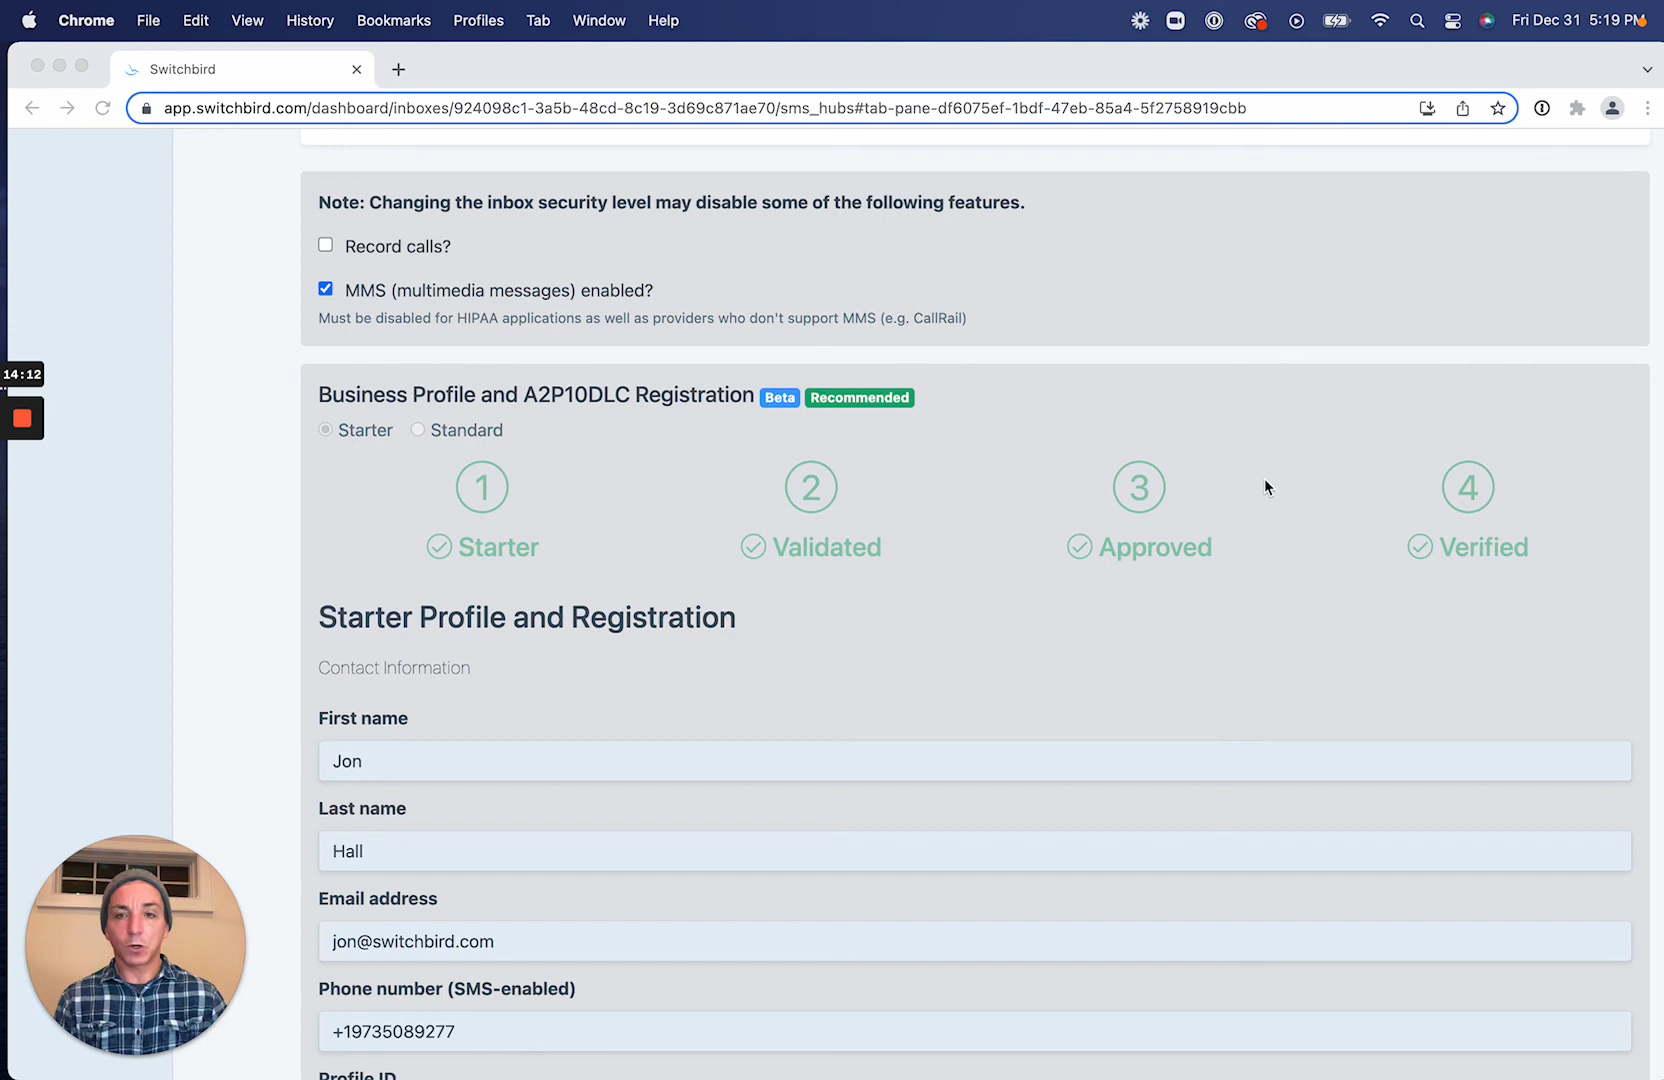 Chrome File Edit View History Bookmarks Profiles Tab Window Help Fri Dec 31 5:19 PM
Switchbird
app.switchbird.com/dashboard/inboxes/924098c1-3a5b-48cd-8c19-3d69c871ae70/sms_hubs#tab-pane-df6075ef-1bdf-47eb-85a4-5f2758919cbb
Note: Changing the inbox security level may disable some of the following features.
Record calls?
MMS (multimedia messages) enabled?
Must be disabled for HIPAA applications as well as providers who don't support MMS (e.g. CallRail)
14:12
Business Profile and A2P10DLC Registration Beta Recommended
Starter Standard
1 2 3 4
Starter Validated Approved Verified
Starter Profile and Registration
Contact Information
First name
Jon
Last name
Hall
Email address
jon@switchbird.com
Phone number (SMS-enabled)
+19735089277
Profile ID